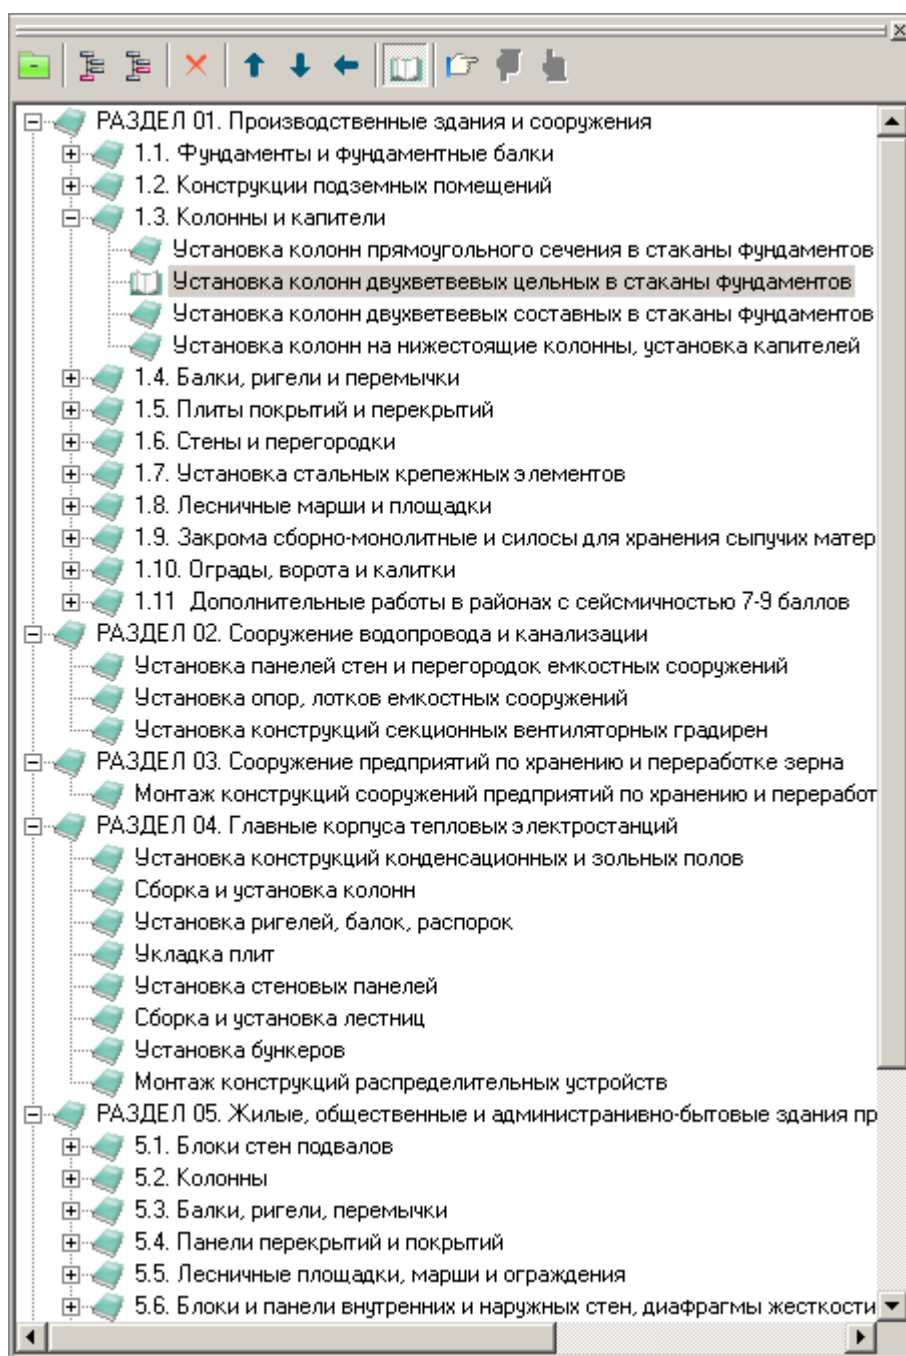 РАЗДЕЛ 01. Производственные здания и сооружения
1.1. Фундаменты и фундаментные балки
1.2. Конструкции подземных помещений
1.3. Колонны и капители
Установка колонн прямоугольного сечения в стаканы фундаментов
Установка колонн двухветвевых цельных в стаканы фундаментов
Установка колонн двухветвевых составных в стаканы фундаментов
Установка колонн на нижестоящие колонны, установка капителей
1.4. Балки, ригели и перемычки
1.5. Плиты покрытий и перекрытий
1.6. Стены и перегородки
1.7. Установка стальных крепежных элементов
1.8. Лесничные марши и площадки
1.9. Закрома сборно-монолитные и силосы для хранения сыпучих матер
1.10. Ограды, ворота и калитки
1.11 Дополнительные работы в районах с сейсмичностью 7-9 баллов
РАЗДЕЛ 02. Сооружение водопровода и канализации
Установка панелей стен и перегородок емкостных сооружений
Установка опор, лотков емкостных сооружений
Установка конструкций секционных вентиляторных градирен
РАЗДЕЛ 03. Сооружение предприятий по хранению и переработке зерна
Монтаж конструкций сооружений предприятий по хранению и переработ
РАЗДЕЛ 04. Главные корпуса тепловых электростанций
Установка конструкций конденсационных и зольных полов
Сборка и установка колонн
Установка ригелей, балок, распорок
Укладка плит
Установка стеновых панелей
Сборка и установка лестниц
Установка бункеров
Монтаж конструкций распределительных устройств
РАЗДЕЛ 05. Жилые, общественные и администранивно-бытовые здания пр
5.1. Блоки стен подвалов
5.2. Колонны
5.3. Балки, ригели, перемычки
5.4. Панели перекрытий и покрытий
5.5. Лесничные площадки, марши и ограждения
5.6. Блоки и панели внутренних и наружных стен, диафрагмы жесткости